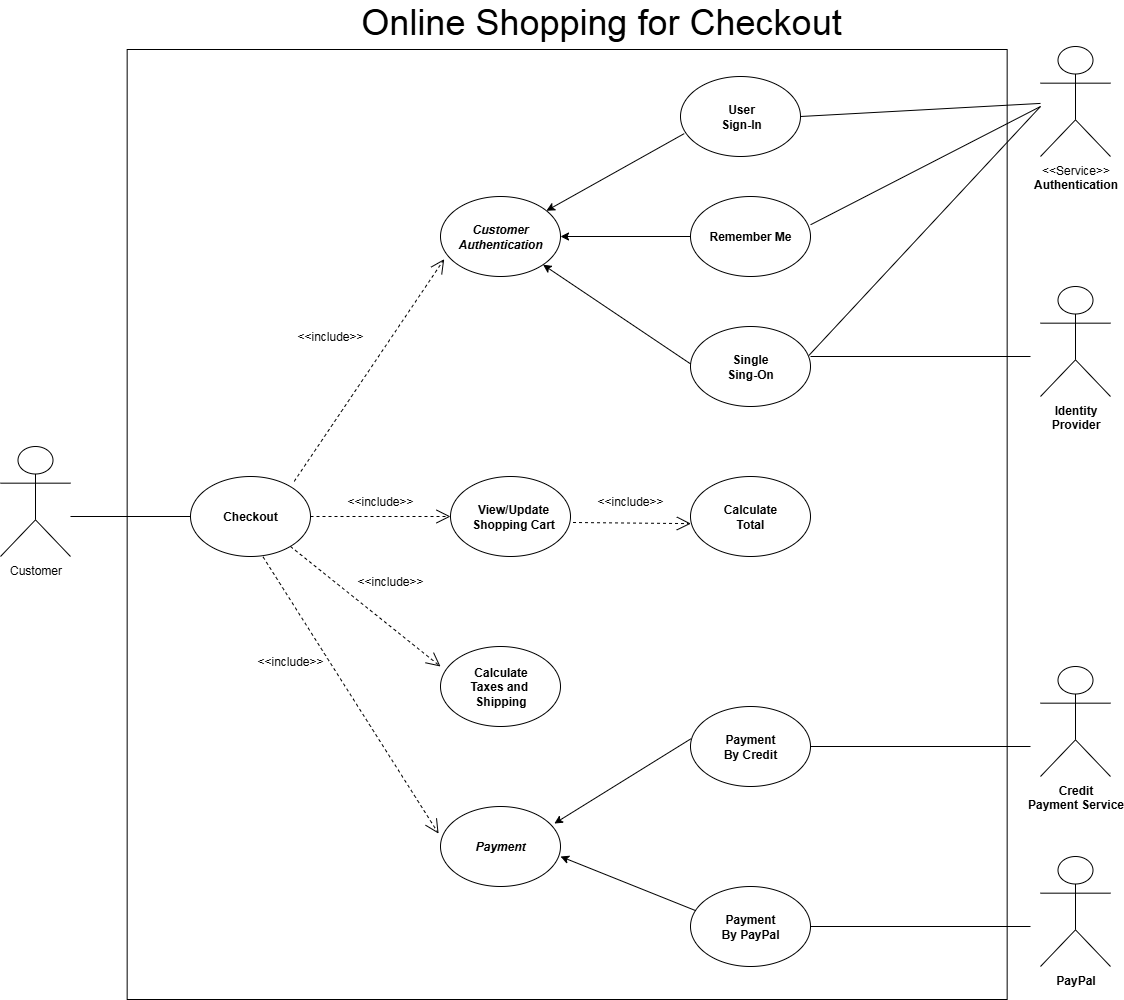 Online Shopping for Checkout
User
Sign-In
<<Service>>
Authentication
Customer
Authentication
Remember Me
<<include>>
Single
Sing-On
Identity
Provider
Checkout
<<include>>
View/Update
Shopping Cart
<<include>>
Calculate
Total
Customer
<<include>>
<<include>>
Calculate
Taxes and
Shipping
Payment
By Credit
Credit
Payment Service
Payment
Payment
By PayPal
PayPal